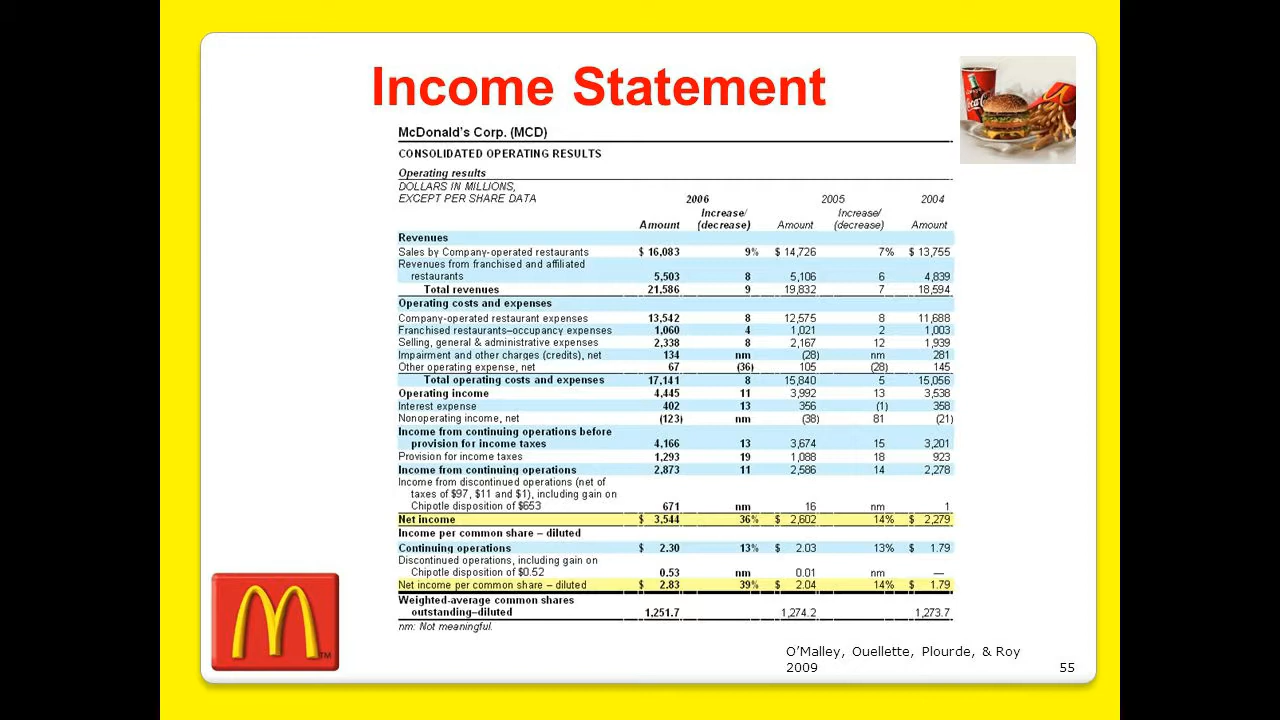 Income Statement
McDonald's Corp. (MCD)
CONSOLIDATED OPERATING RESULTS
Operating results
DOLLARS IN MILLIONS,
EXCEPT PER SHARE DATA 2006 2005 2004
Increase/ Increase/
Amount (decrease) Amount (decrease) Amount
Revenues
Sales by Company-operated restaurants $ 16,083 9% $ 14,726 7% $ 13,755
Revenues from franchised and affiliated
restaurants 5,503 8 5,106 6 4,839
Total revenues 21,586 9 19,832 7 18,594
Operating costs and expenses
Company-operated restaurant expenses 13,542 8 12,575 8 11,688
Franchised restaurants–occupancy expenses 1,060 4 1,021 2 1,003
Selling, general & administrative expenses 2,338 8 2,167 12 1,939
Impairment and other charges (credits), net 134 nm (28) nm 281
Other operating expense, net 67 (36) 105 (28) 145
Total operating costs and expenses 17,141 8 15,840 5 15,056
Operating income 4,445 11 3,992 13 3,538
Interest expense 402 13 356 (1) 358
Nonoperating income, net (123) nm (38) 81 (21)
Income from continuing operations before
provision for income taxes 4,166 13 3,674 15 3,201
Provision for income taxes 1,293 19 1,088 18 923
Income from continuing operations 2,873 11 2,586 14 2,278
Income from discontinued operations (net of
taxes of $97, $11 and $1), including gain on
Chipotle disposition of $653 671 nm 16 nm 1
Net income $ 3,544 36% $ 2,602 14% $ 2,279
Income per common share – diluted
Continuing operations $ 2.30 13% $ 2.03 13% $ 1.79
Discontinued operations, including gain on
Chipotle disposition of $0.52 0.53 nm 0.01 nm —
Net income per common share – diluted $ 2.83 39% $ 2.04 14% $ 1.79
Weighted-average common shares
outstanding–diluted 1,251.7 1,274.2 1,273.7
nm: Not meaningful.
TM
O'Malley, Ouellette, Plourde, & Roy
2009 55